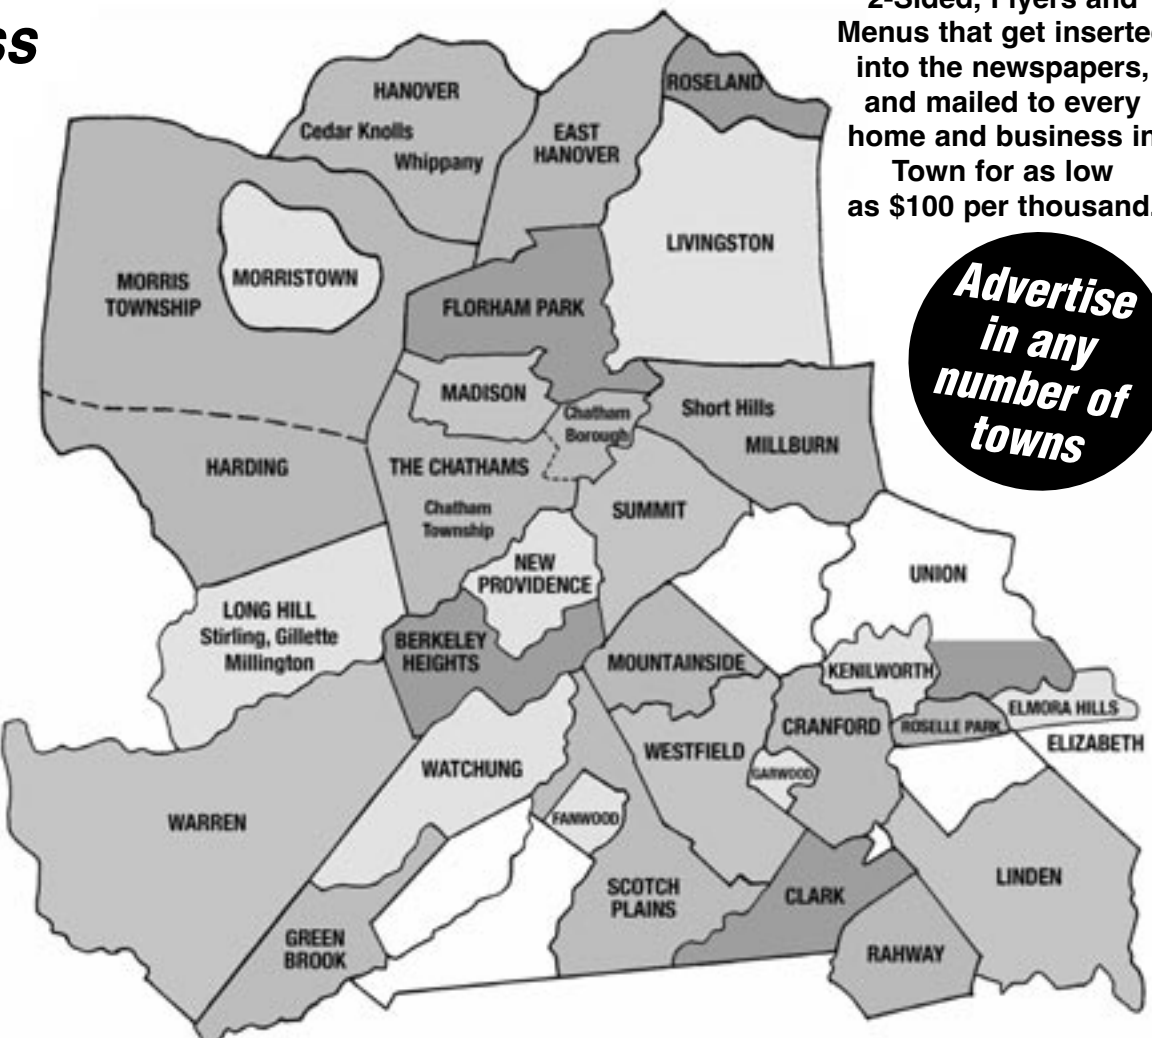 2-Sided, Flyers and
Menus that get inserted
into the newspapers,
and mailed to every
home and business in
Town for as low
as $100 per thousand.
Advertise
in any
number of
towns
HANOVER
Cedar Knolls
Whippany
EAST
HANOVER
ROSELAND
LIVINGSTON
MORRIS
TOWNSHIP
MORRISTOWN
FLORHAM PARK
MADISON
Chatham
Borough
Short Hills
MILLBURN
HARDING
THE CHATHAMS
Chatham
Township
SUMMIT
NEW
PROVIDENCE
UNION
LONG HILL
Stirling, Gillette
Millington
BERKELEY
HEIGHTS
MOUNTAINSIDE
KENILWORTH
ELMORA HILLS
ROSELLE PARK
CRANFORD
ELIZABETH
WESTFIELD
GARWOOD
WATCHUNG
WARREN
FANWOOD
SCOTCH
PLAINS
CLARK
LINDEN
GREEN
BROOK
RAHWAY